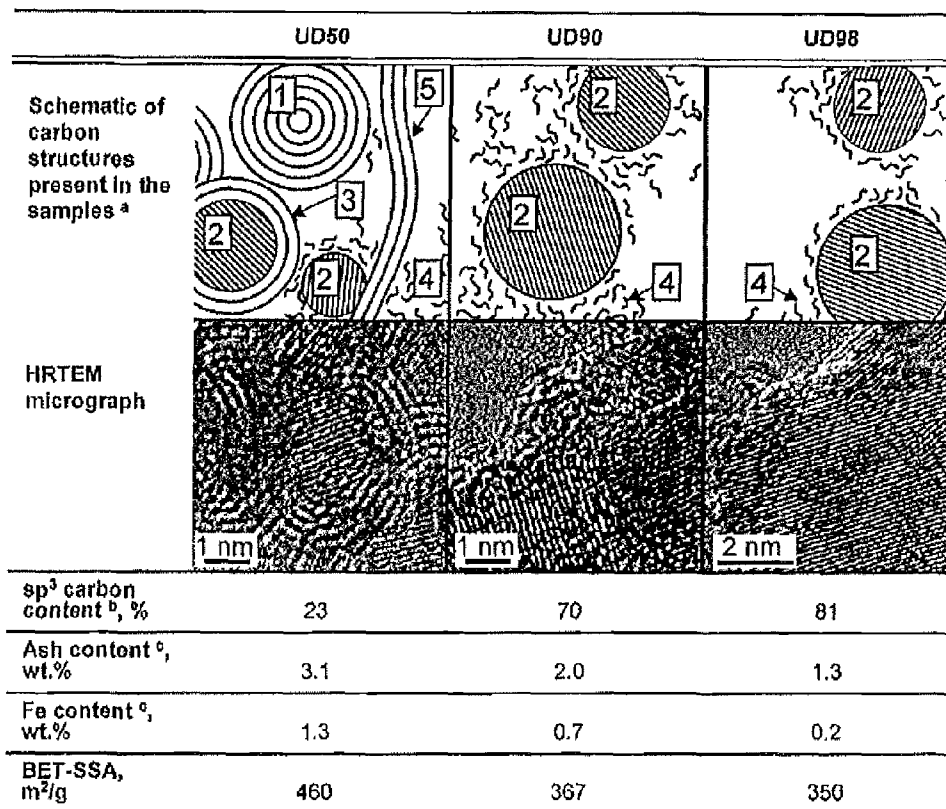 UD50 UD90 UD98
Schematic of
carbon
structures
present in the
samples ᵃ
1 5 2 2
3
2 2 2
2 4 4 4
HRTEM
micrograph
1 nm 1 nm 2 nm
sp³ carbon
content ᵇ, % 23 70 81
Ash content ᶜ,
wt.% 3.1 2.0 1.3
Fe content ᶜ,
wt.% 1.3 0.7 0.2
BET-SSA,
m²/g 460 367 350